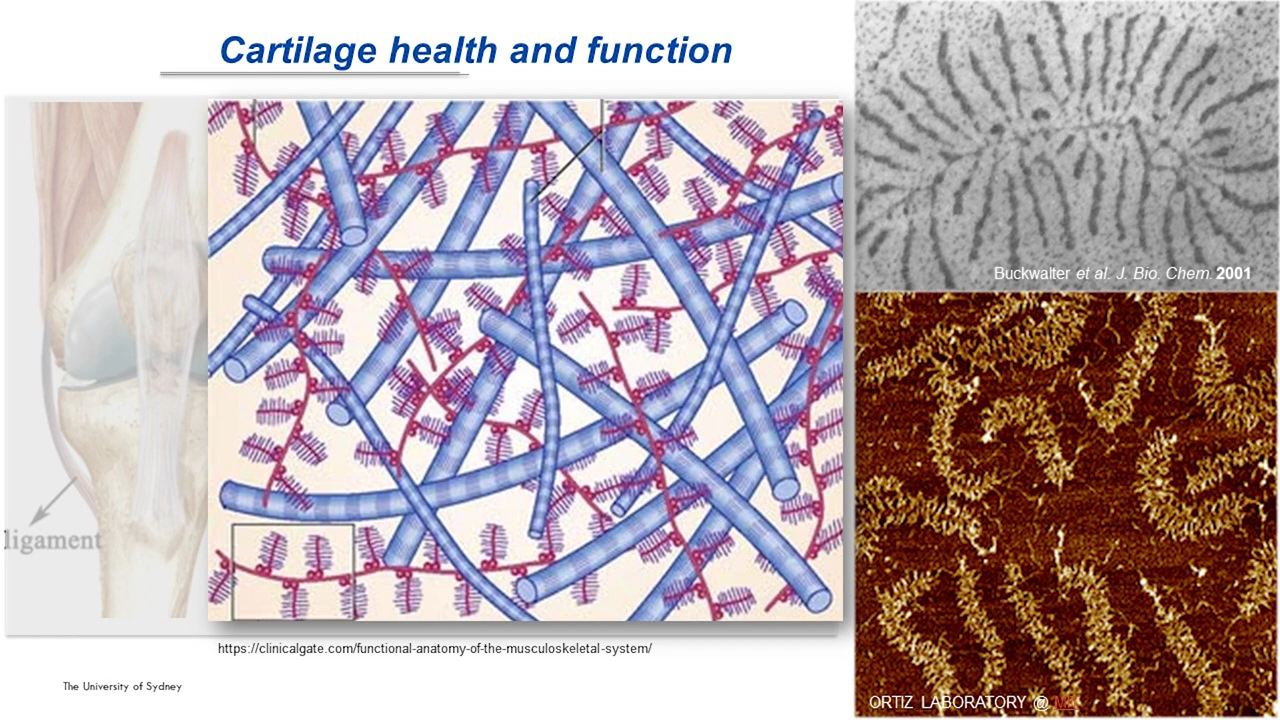 Cartilage health and function
ligament
Buckwalter et al. J. Bio. Chem. 2001
https://clinicalgate.com/functional-anatomy-of-the-musculoskeletal-system/
The University of Sydney
ORTIZ LABORATORY @